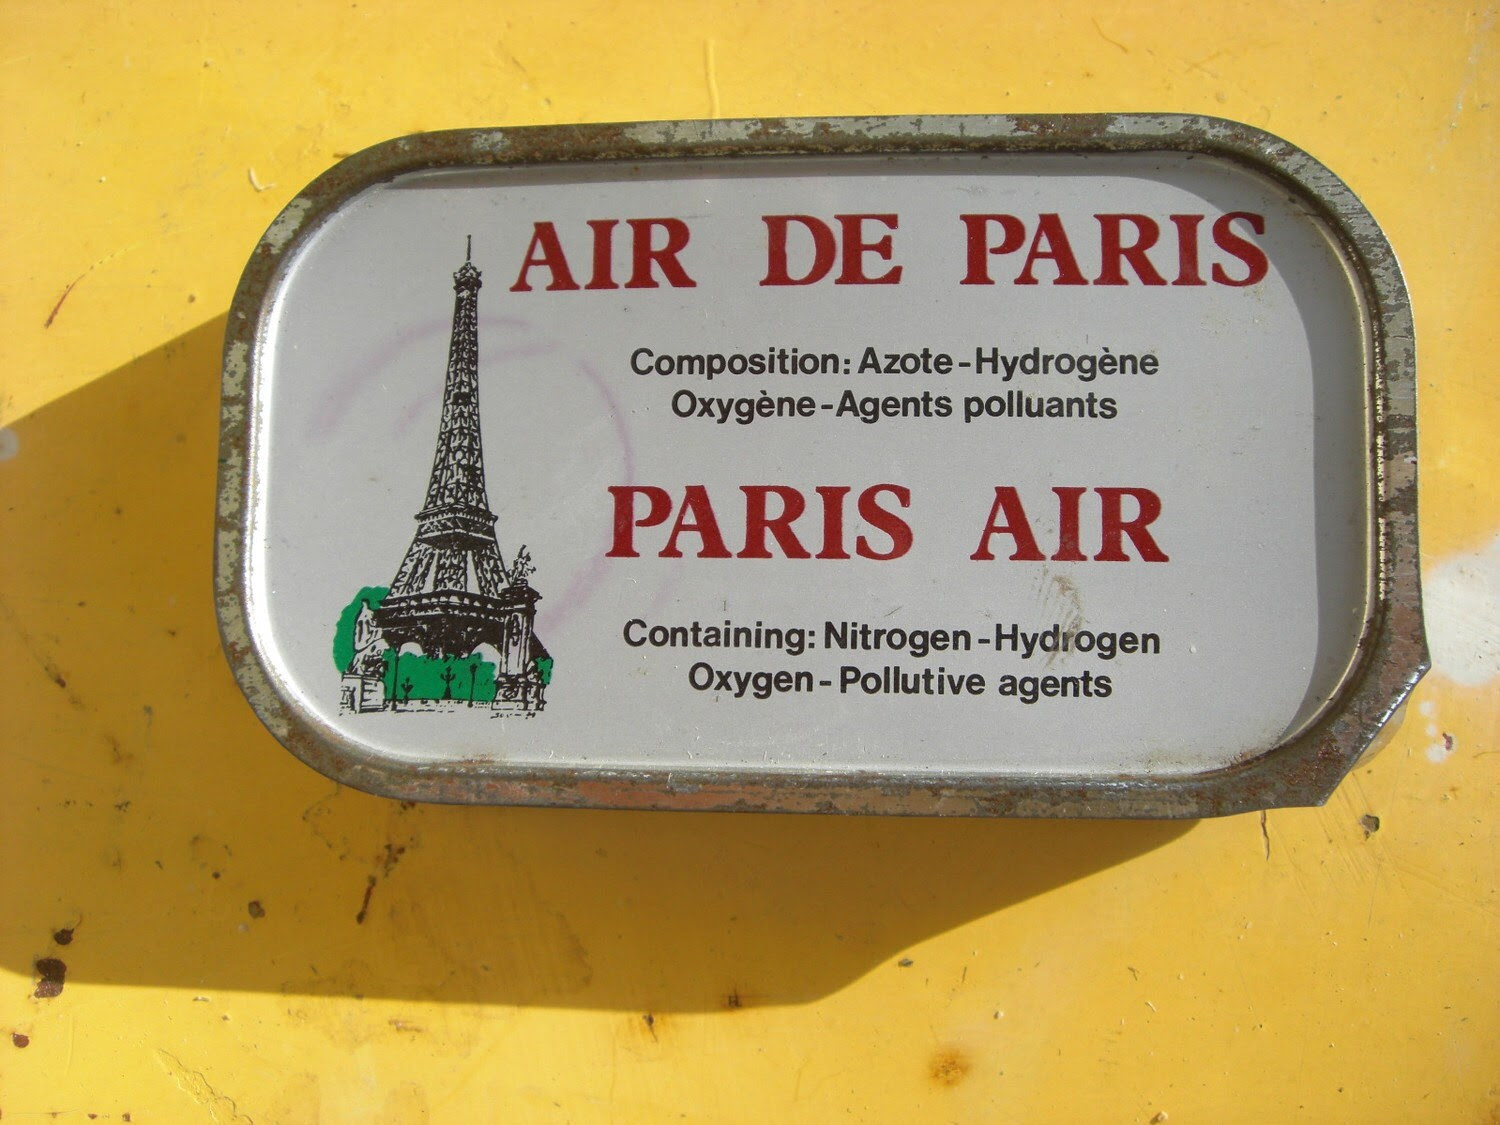 AIR DE PARIS
Composition: Azote-Hydrogène
Oxygène-Agents polluants
PARIS AIR
Containing: Nitrogen-Hydrogen
Oxygen-Pollutive agents